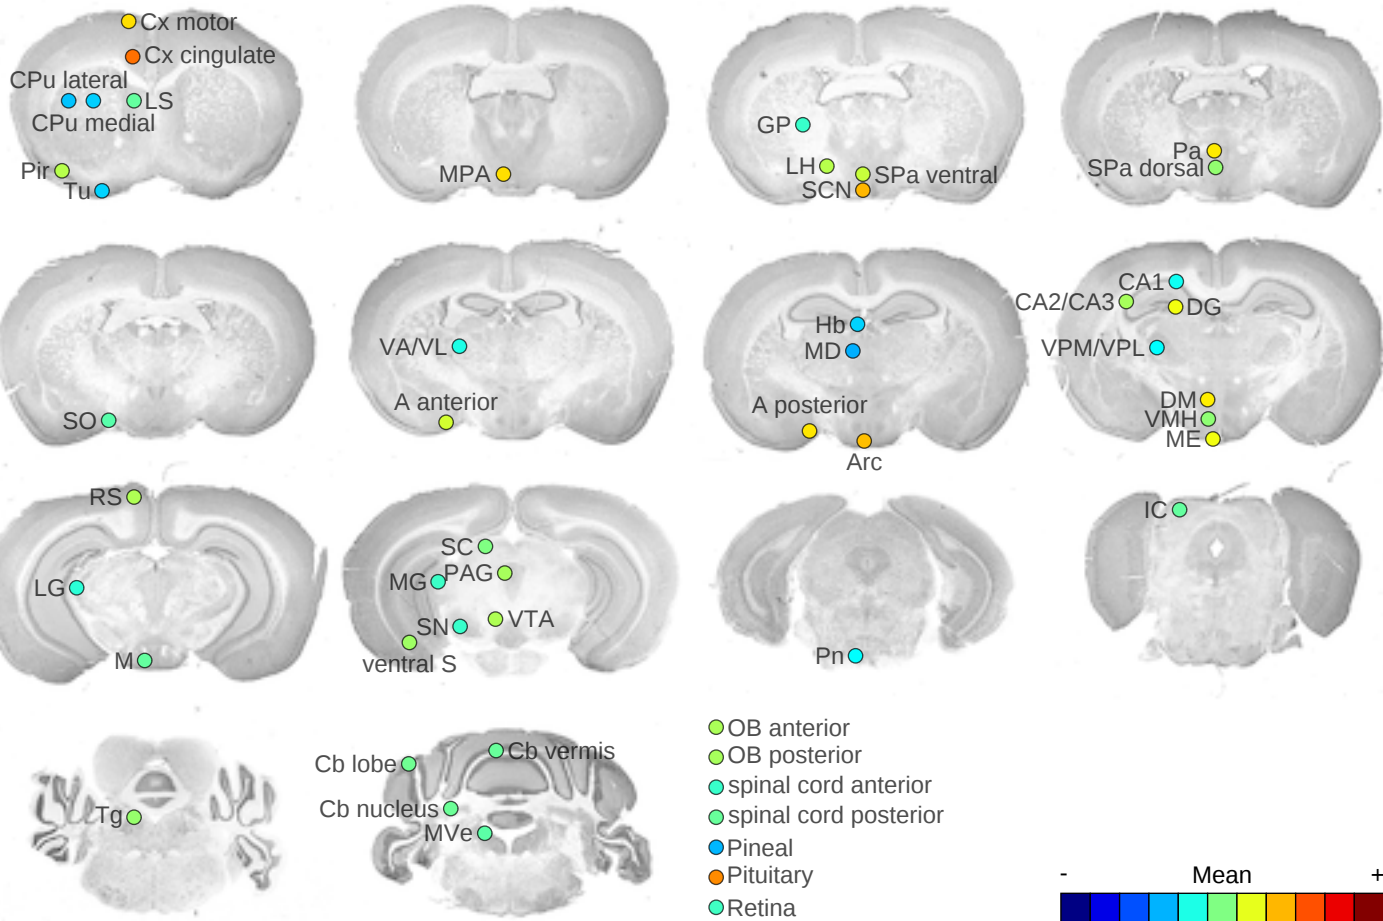 Cx motor
Cx cingulate
CPu lateral
LS
CPu medial
Pir
Tu
MPA
GP
LH
SPa ventral
SCN
Pa
SPa dorsal
SO
VA/VL
A anterior
Hb
MD
A posterior
Arc
CA1
CA2/CA3
DG
VPM/VPL
DM
VMH
ME
RS
LG
M
SC
MG
PAG
SN
VTA
ventral S
Pn
IC
Tg
Cb lobe
Cb vermis
Cb nucleus
MVe
OB anterior
OB posterior
spinal cord anterior
spinal cord posterior
Pineal
Pituitary
Retina
- Mean +